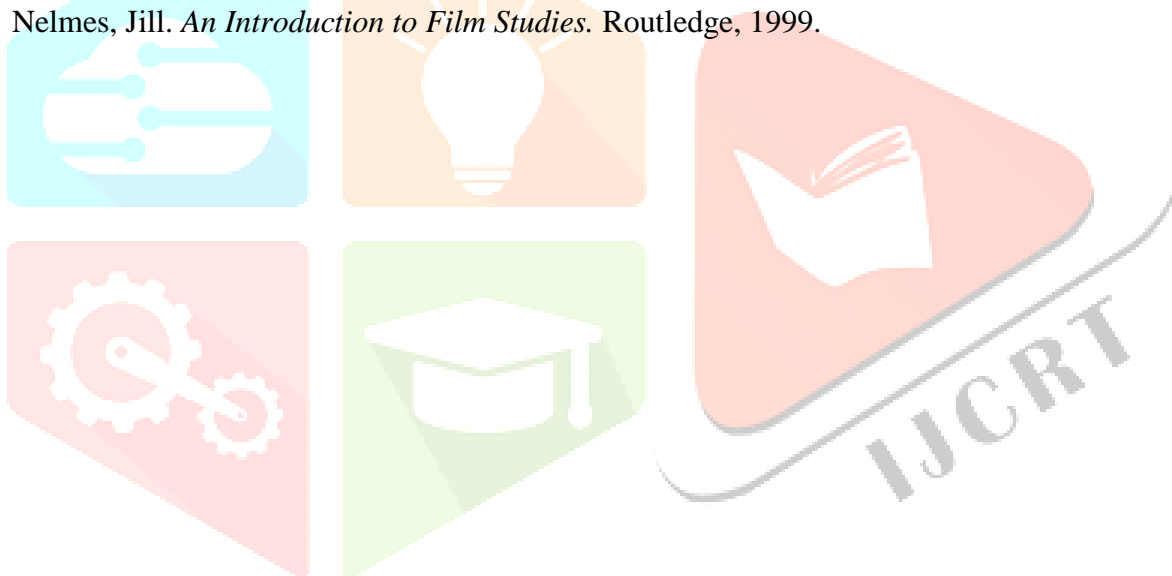 Nelmes, Jill. An Introduction to Film Studies. Routledge, 1999.
IJCRT